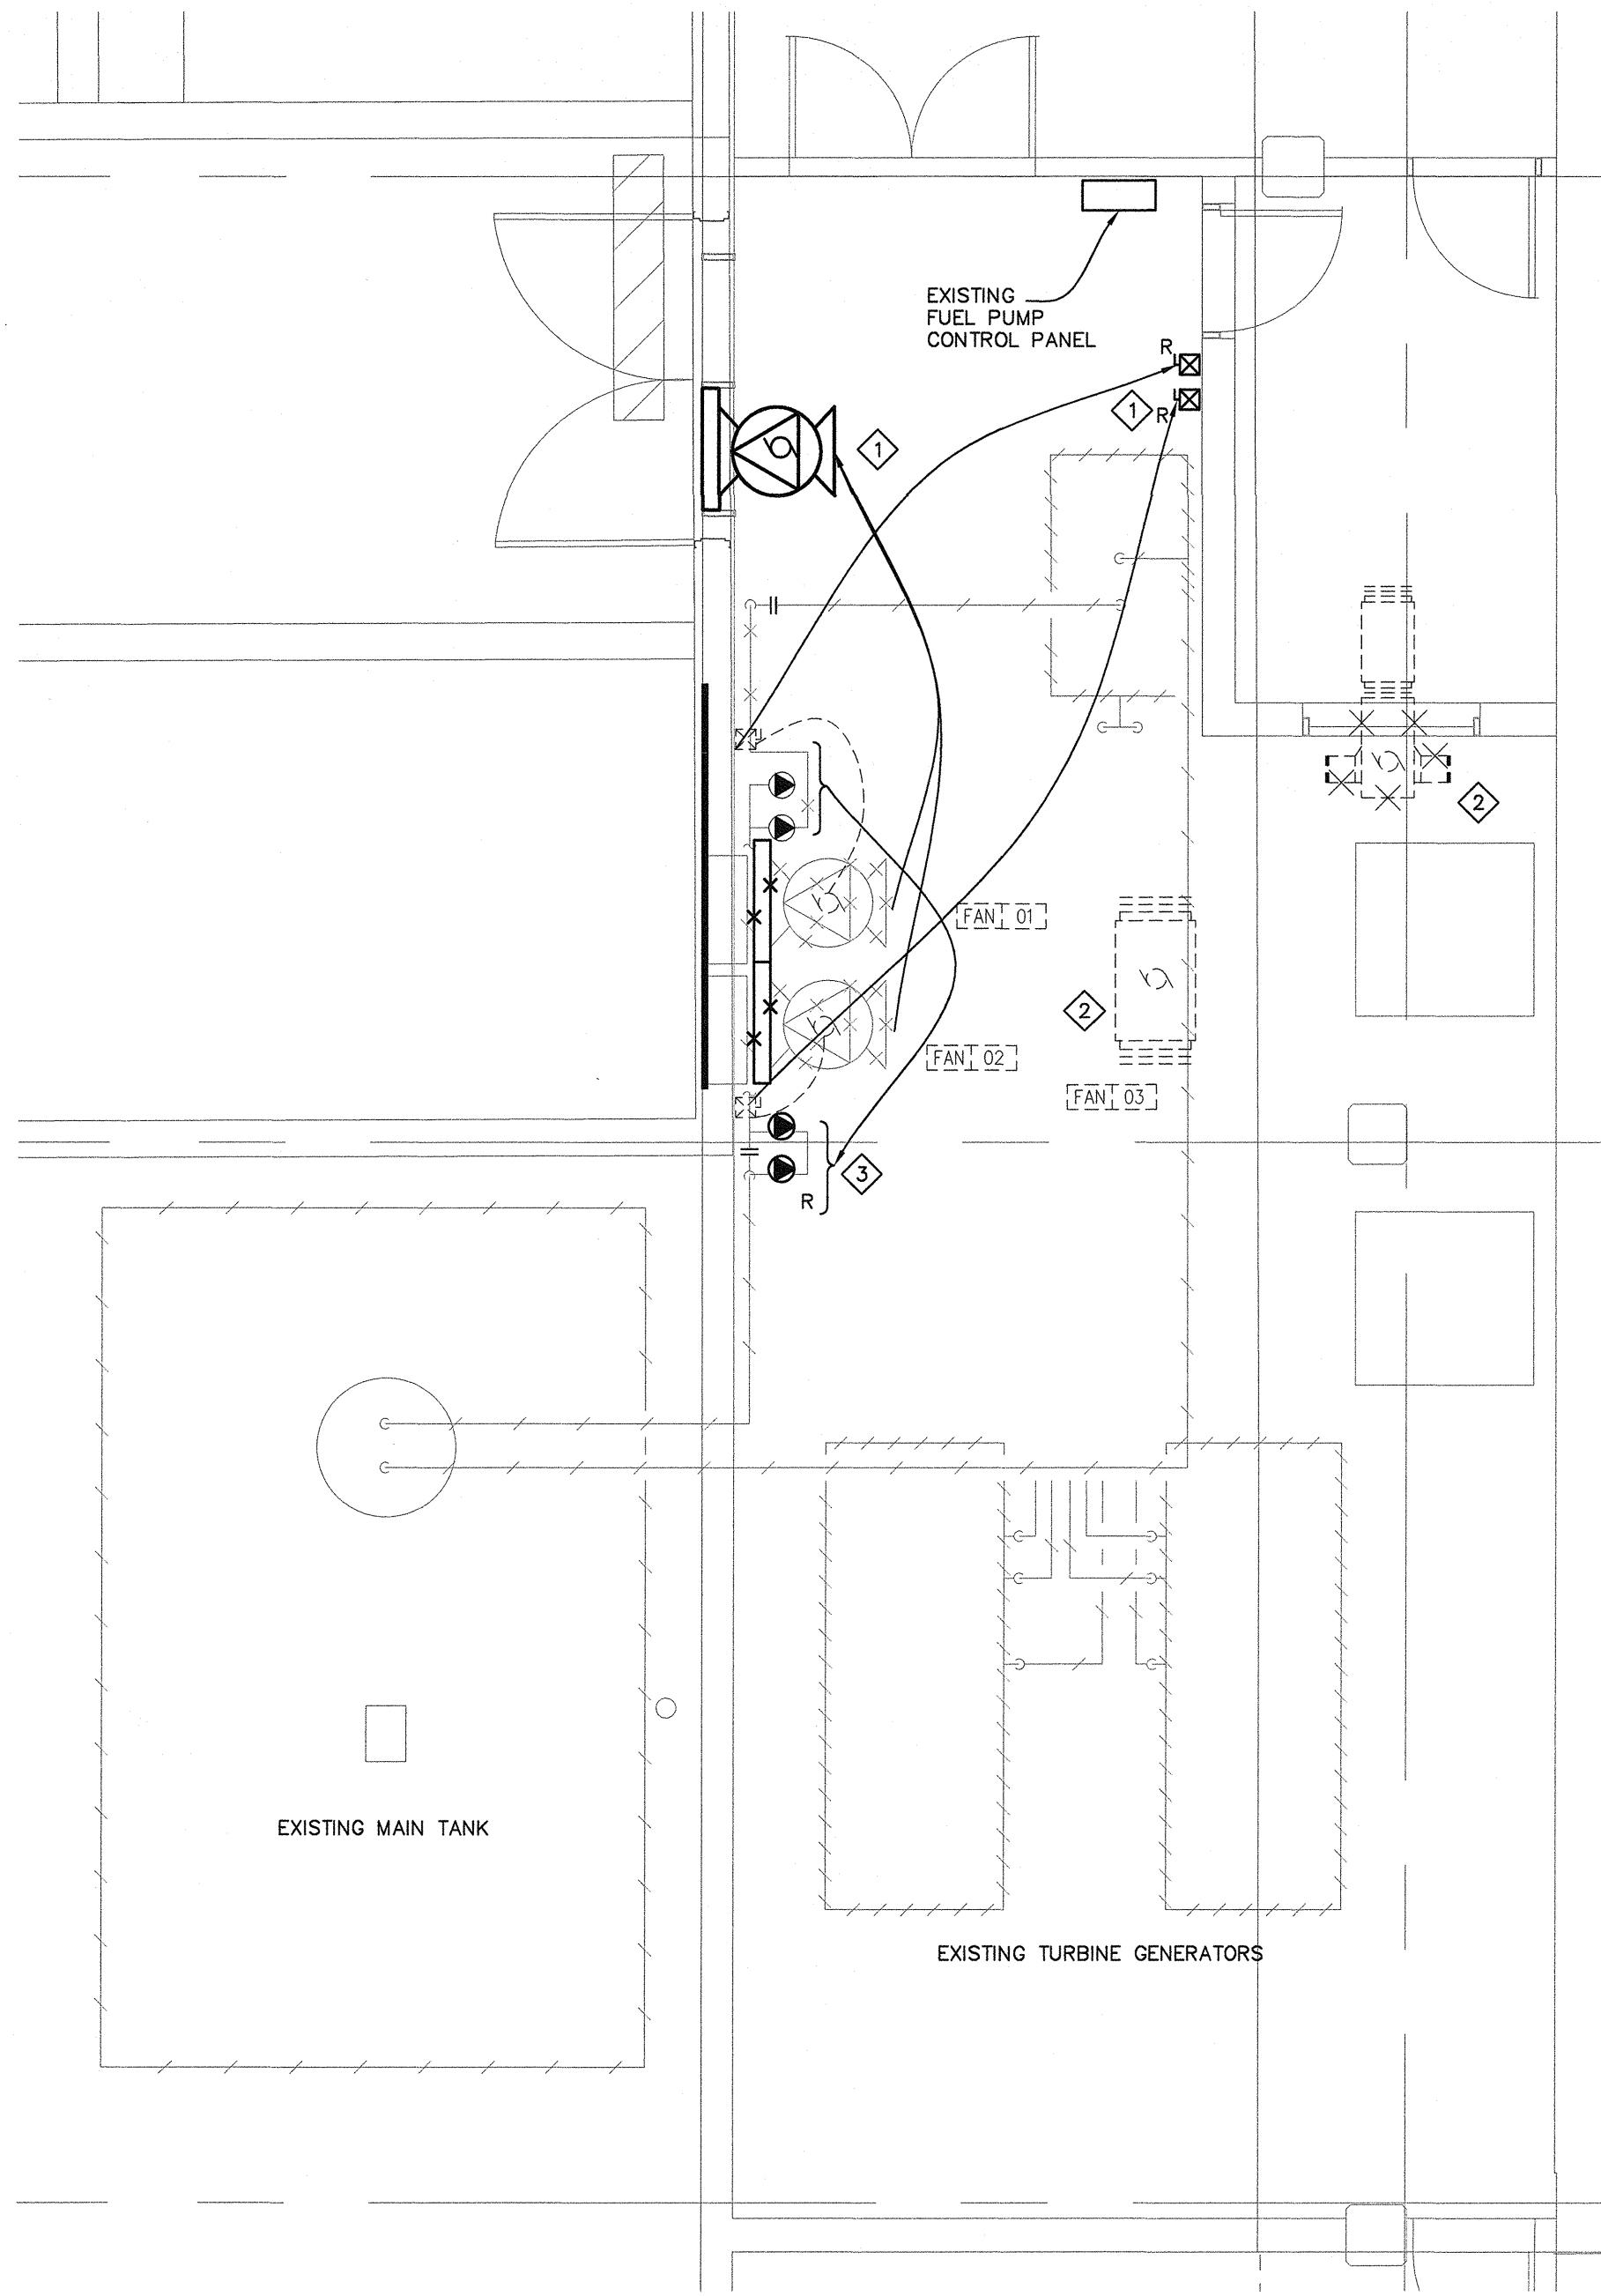 EXISTING
FUEL PUMP
CONTROL PANEL
R
1
R
1
2
FAN 01
2
FAN 02
FAN 03
3
R
EXISTING MAIN TANK
EXISTING TURBINE GENERATORS